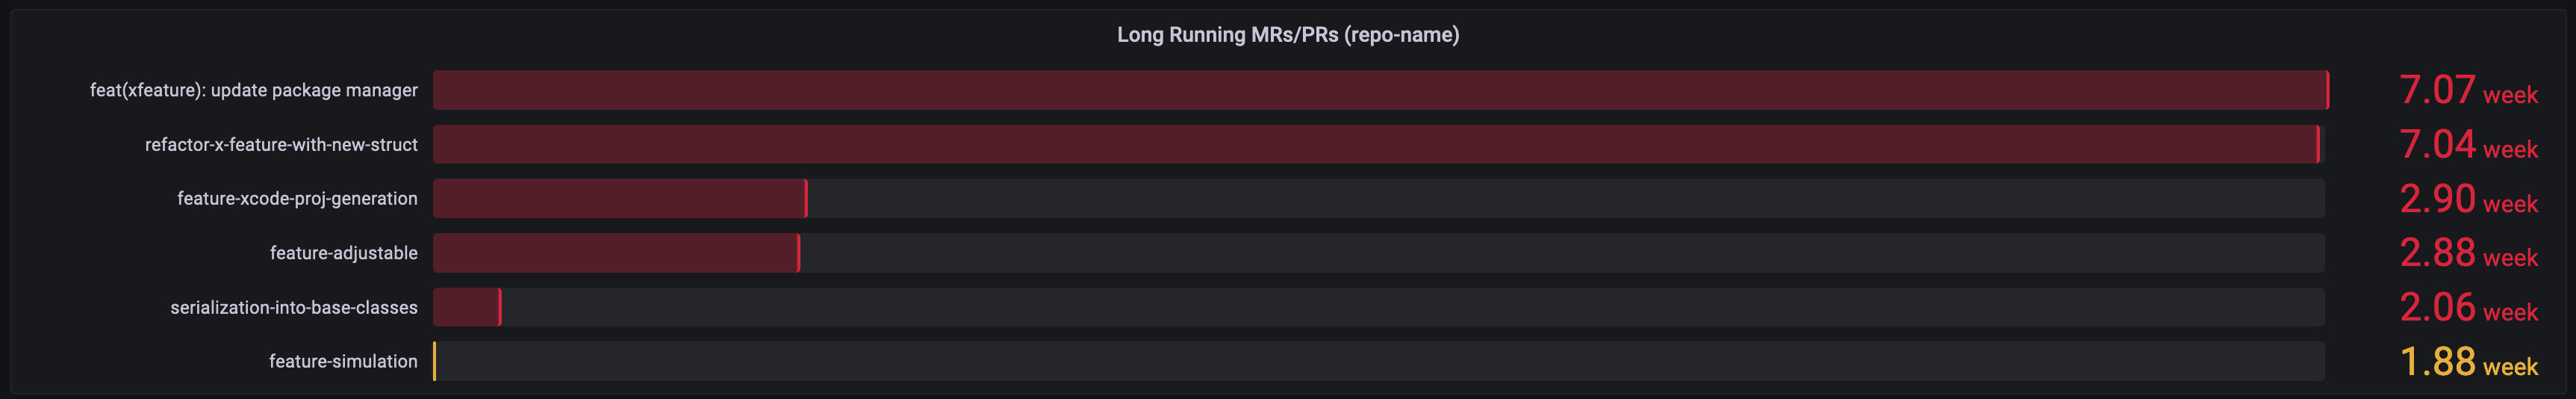 Long Running MRs/PRs (repo-name)
feat(xfeature): update package manager 7.07 week
refactor-x-feature-with-new-struct 7.04 week
feature-xcode-proj-generation 2.90 week
feature-adjustable 2.88 week
serialization-into-base-classes 2.06 week
feature-simulation 1.88 week